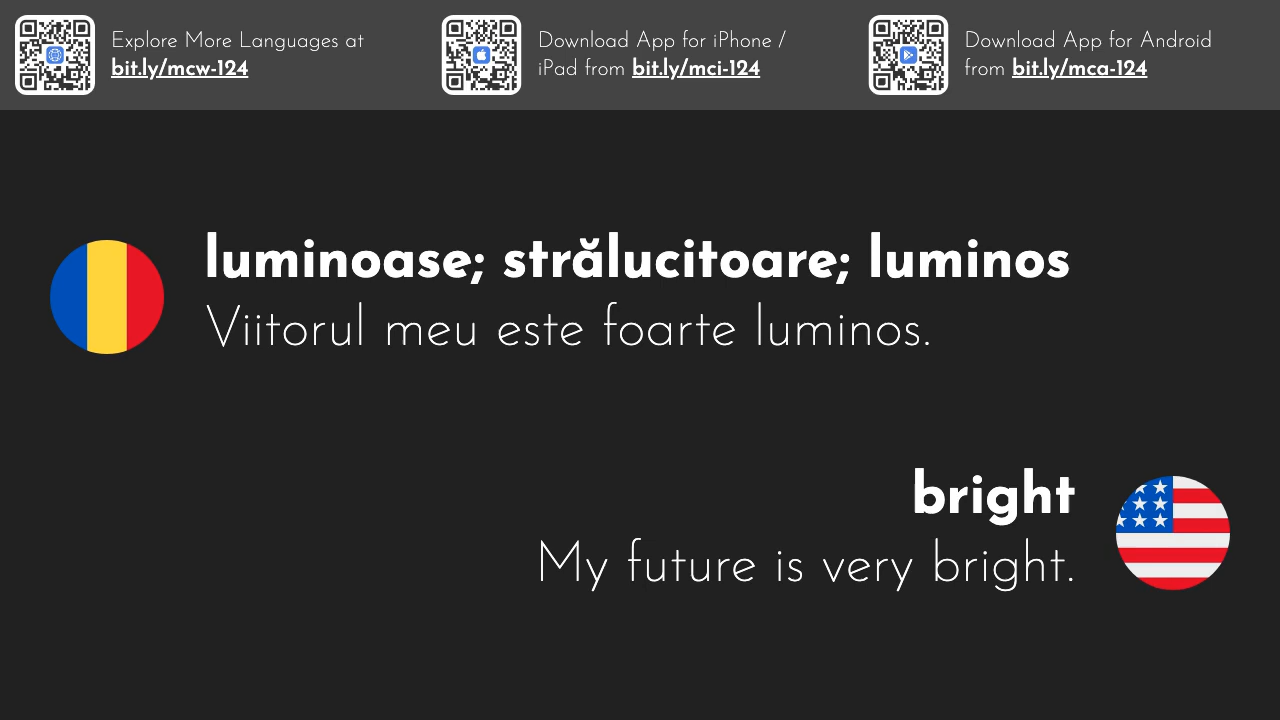 Explore More Languages at
bit.ly/mcw-124
Download App for iPhone /
iPad from bit.ly/mci-124
Download App for Android
from bit.ly/mca-124
luminoase; strălucitoare; luminos
Viitorul meu este foarte luminos.
bright
My future is very bright.